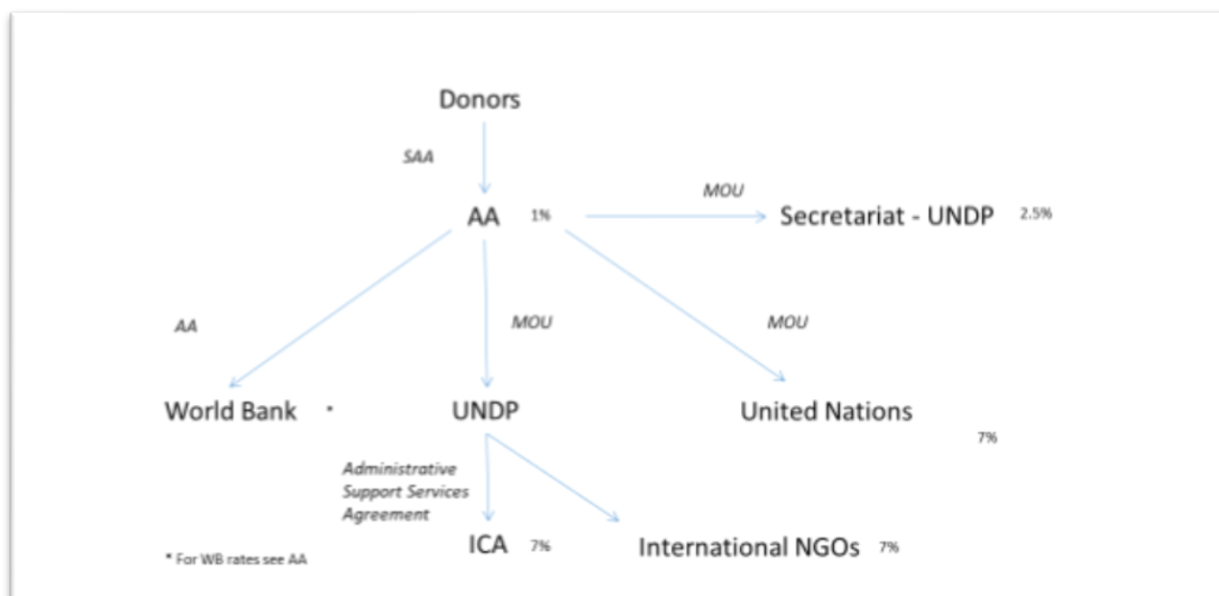 Donors
SAA
MOU
AA 1% Secretariat - UNDP 2.5%
AA MOU MOU
World Bank * UNDP United Nations
7%
Administrative
Support Services
Agreement
ICA 7% International NGOs 7%
* For WB rates see AA